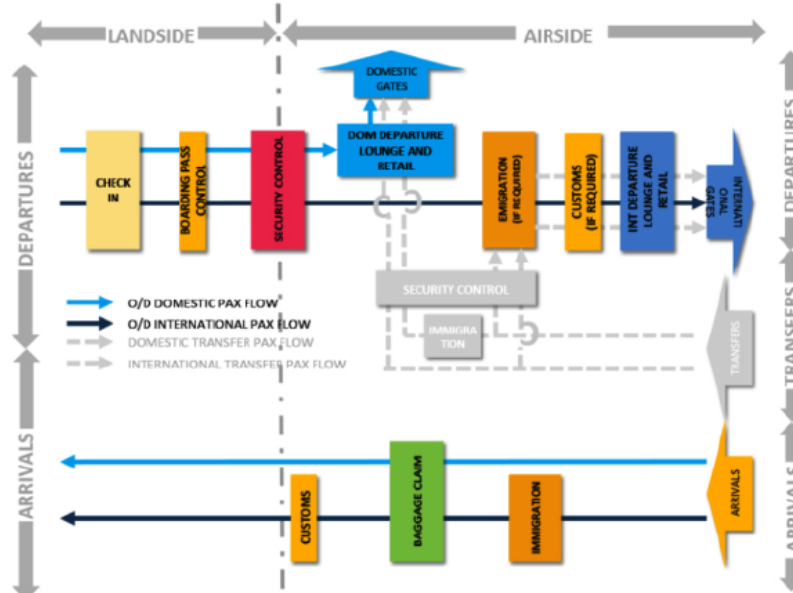 LANDSIDE
AIRSIDE
DEPARTURES
DOMESTIC
GATES
CHECK
IN
BOARDING PASS
CONTROL
SECURITY CONTROL
DOM DEPARTURE
LOUNGE AND
RETAIL
EMIGRATION
(IF REQUIRED)
CUSTOMS
(IF REQUIRED)
INT DEPARTURE
LOUNGE AND
RETAIL
INTERNATI
ONAL
GATES
DEPARTURES
SECURITY CONTROL
O/D DOMESTIC PAX FLOW
O/D INTERNATIONAL PAX FLOW
DOMESTIC TRANSFER PAX FLOW
INTERNATIONAL TRANSFER PAX FLOW
IMMIGRA
TION
TRANSFERS
TRANSFERS
ARRIVALS
CUSTOMS
BAGGAGE CLAIM
IMMIGRATION
ARRIVALS
ARRIVALS